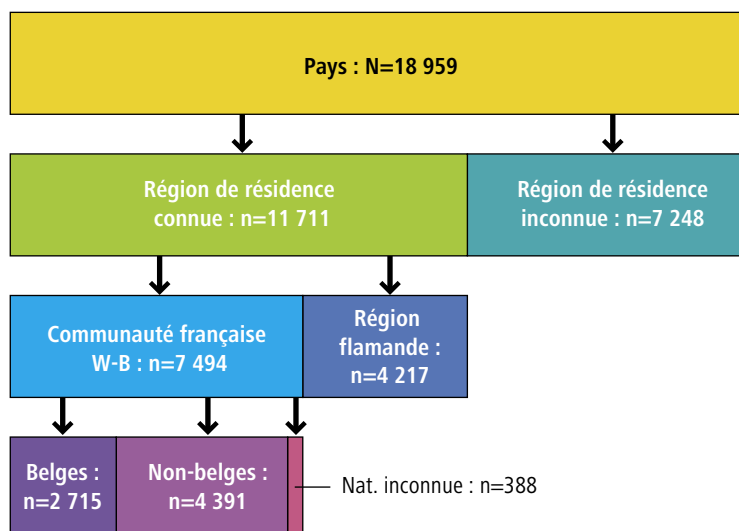 Pays : N=18 959
Région de résidence
connue : n=11 711
Région de résidence
inconnue : n=7 248
Communauté française
W-B : n=7 494
Région
flamande :
n=4 217
Belges :
n=2 715
Non-belges :
n=4 391
Nat. inconnue : n=388